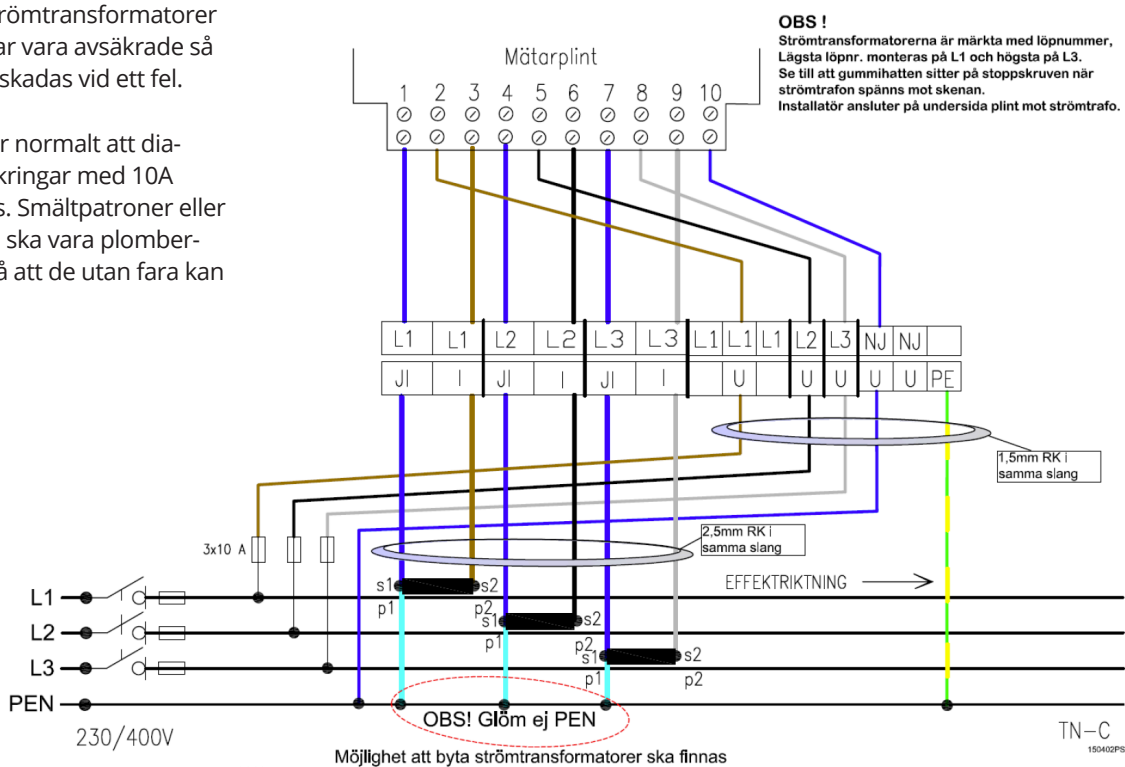 römtransformatorer
ar vara avsäkrade så
skadas vid ett fel.
r normalt att dia-
kringar med 10A
s. Smältpatroner eller
ska vara plomber-
å att de utan fara kan
OBS !
Strömtransformatorerna är märkta med löpnummer,
Lägsta löpnr. monteras på L1 och högsta på L3.
Se till att gummihatten sitter på stoppskruven när
strömtrafon spänns mot skenan.
Installatör ansluter på undersida plint mot strömtrafo.
Mätarplint
1 2 3 4 5 6 7 8 9 10
L1 L1 L2 L2 L3 L3 L1 L1 L1 L2 L3 NJ NJ
JI I JI I JI I U U U U U PE
1,5mm RK i
samma slang
2,5mm RK i
samma slang
3x10 A
EFFEKTRIKTNING
s1 s2
L1
p1 p2
s1 s2
L2
p1 p2
s1 s2
L3
p1 p2
PEN
OBS! Glöm ej PEN
230/400V
TN-C
150402PS
Möjlighet att byta strömtransformatorer ska finnas